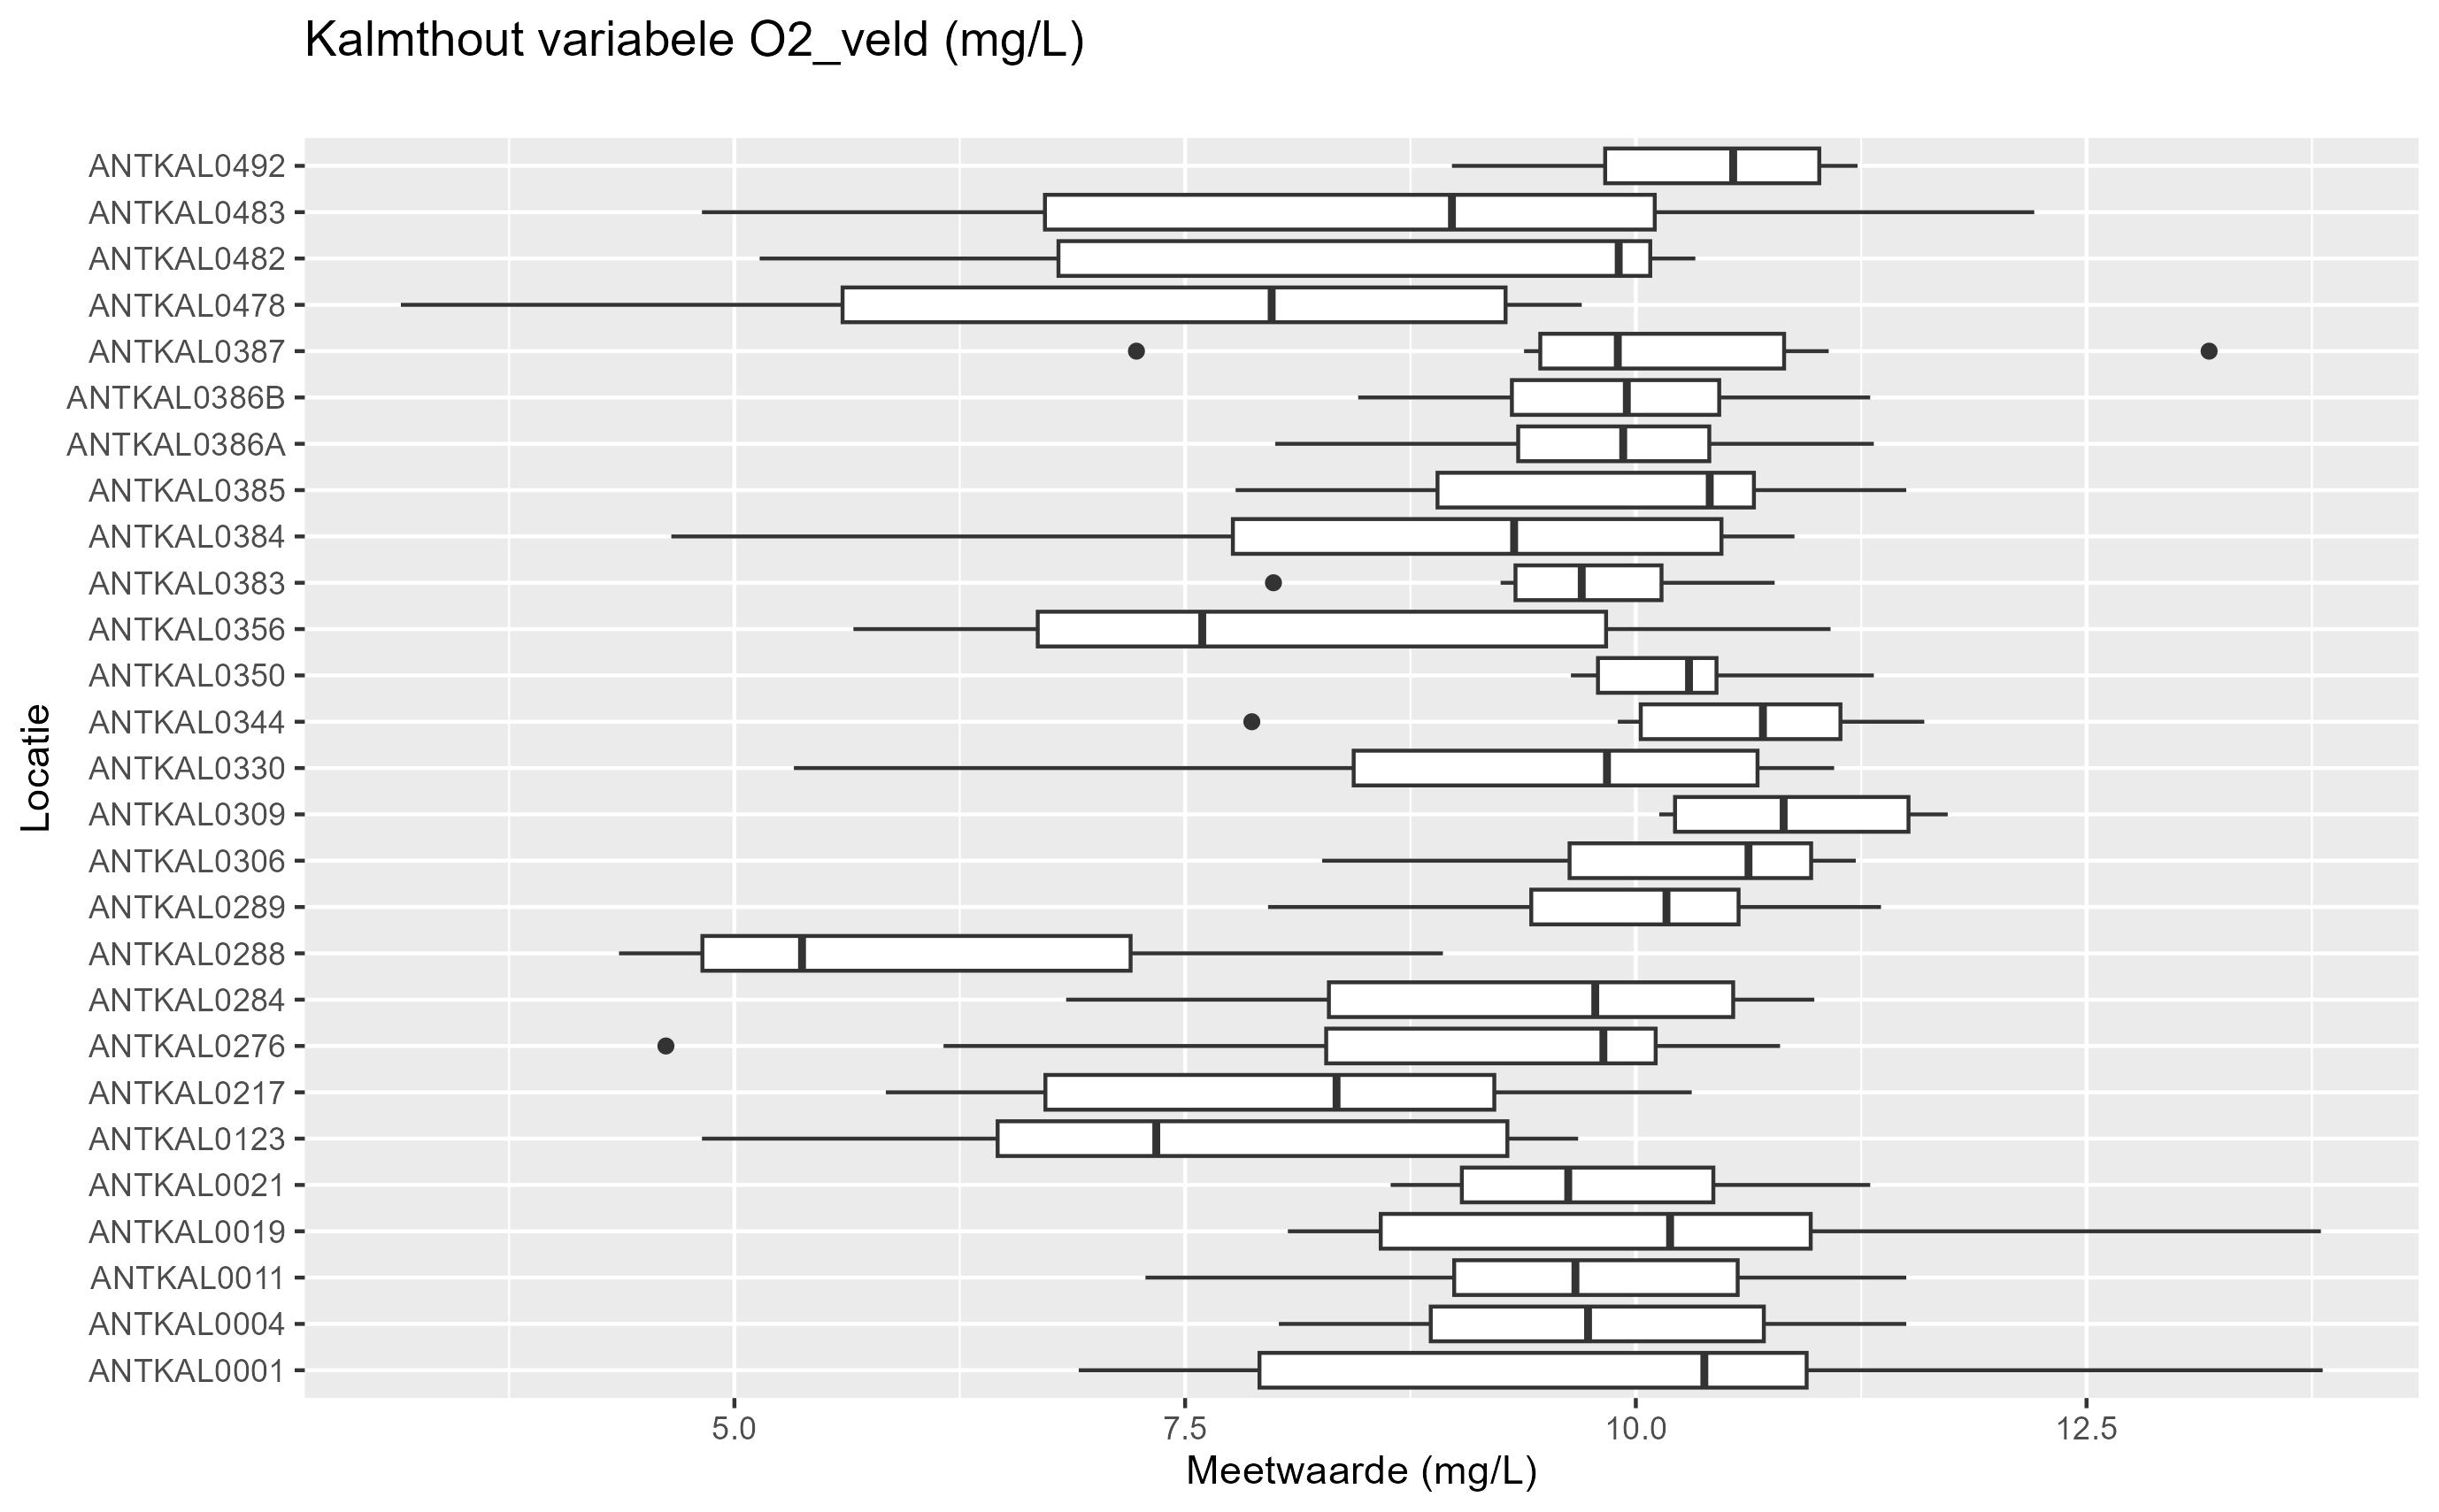 Kalmthout variabele O2_veld (mg/L)
ANTKAL0492
ANTKAL0483
ANTKAL0482
ANTKAL0478
ANTKAL0387
ANTKAL0386B
ANTKAL0386A
ANTKAL0385
ANTKAL0384
ANTKAL0383
ANTKAL0356
ANTKAL0350
ANTKAL0344
ANTKAL0330
ANTKAL0309
ANTKAL0306
ANTKAL0289
ANTKAL0288
ANTKAL0284
ANTKAL0276
ANTKAL0217
ANTKAL0123
ANTKAL0021
ANTKAL0019
ANTKAL0011
ANTKAL0004
ANTKAL0001
Locatie
5.0 7.5 10.0 12.5
Meetwaarde (mg/L)